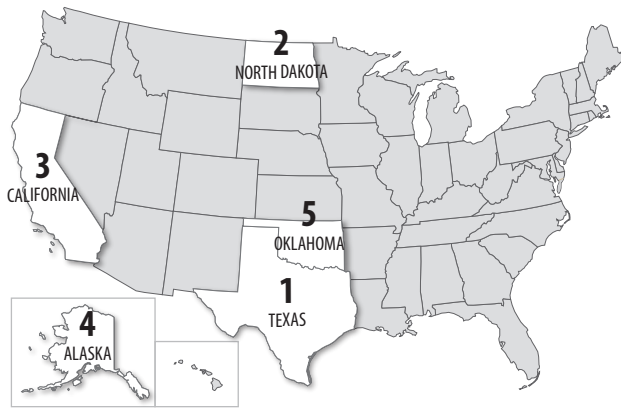 2
NORTH DAKOTA
3
CALIFORNIA
5
OKLAHOMA
1
TEXAS
4
ALASKA